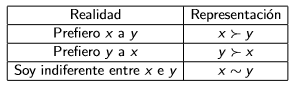 Realidad Representación
Prefiero x a y x ≻ y
Prefiero y a x y ≻ x
Soy indiferente entre x e y x ∼ y